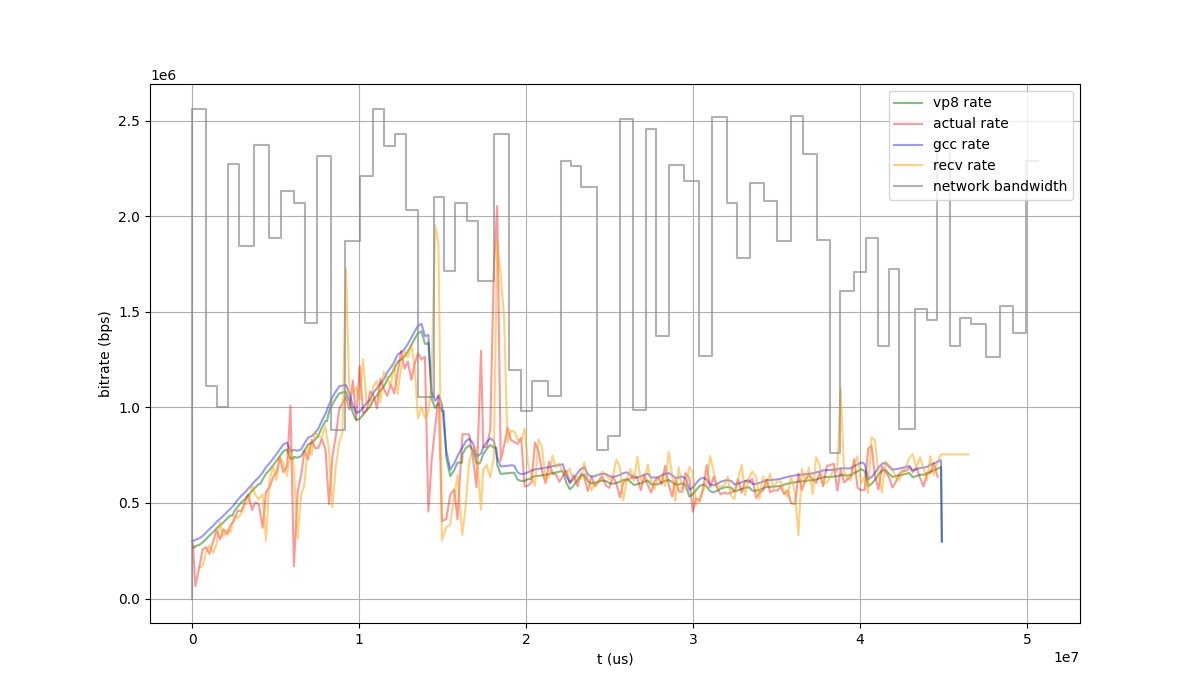 1e6
vp8 rate
actual rate
gcc rate
recv rate
network bandwidth
bitrate (bps)
2.5
2.0
1.5
1.0
0.5
0.0
0 1 2 3 4 5
t (us)
1e7